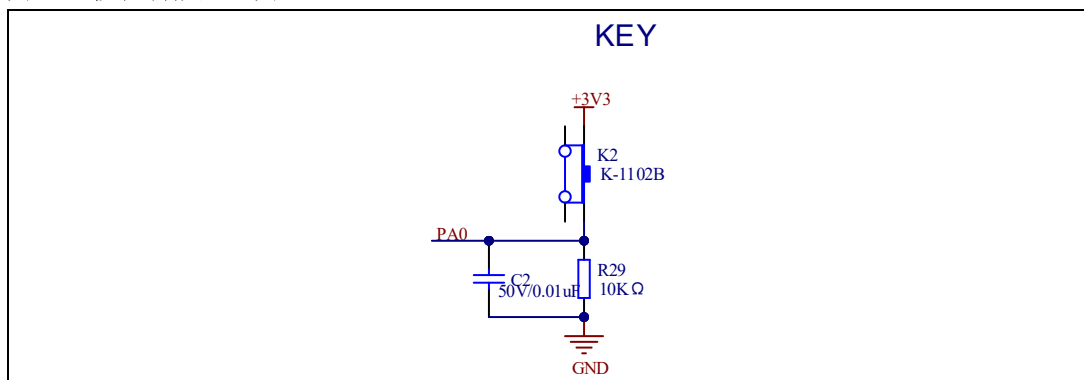 KEY
+3V3
K2
K-1102B
PA0
C2
50V/0.01uF
R29
10KΩ
GND